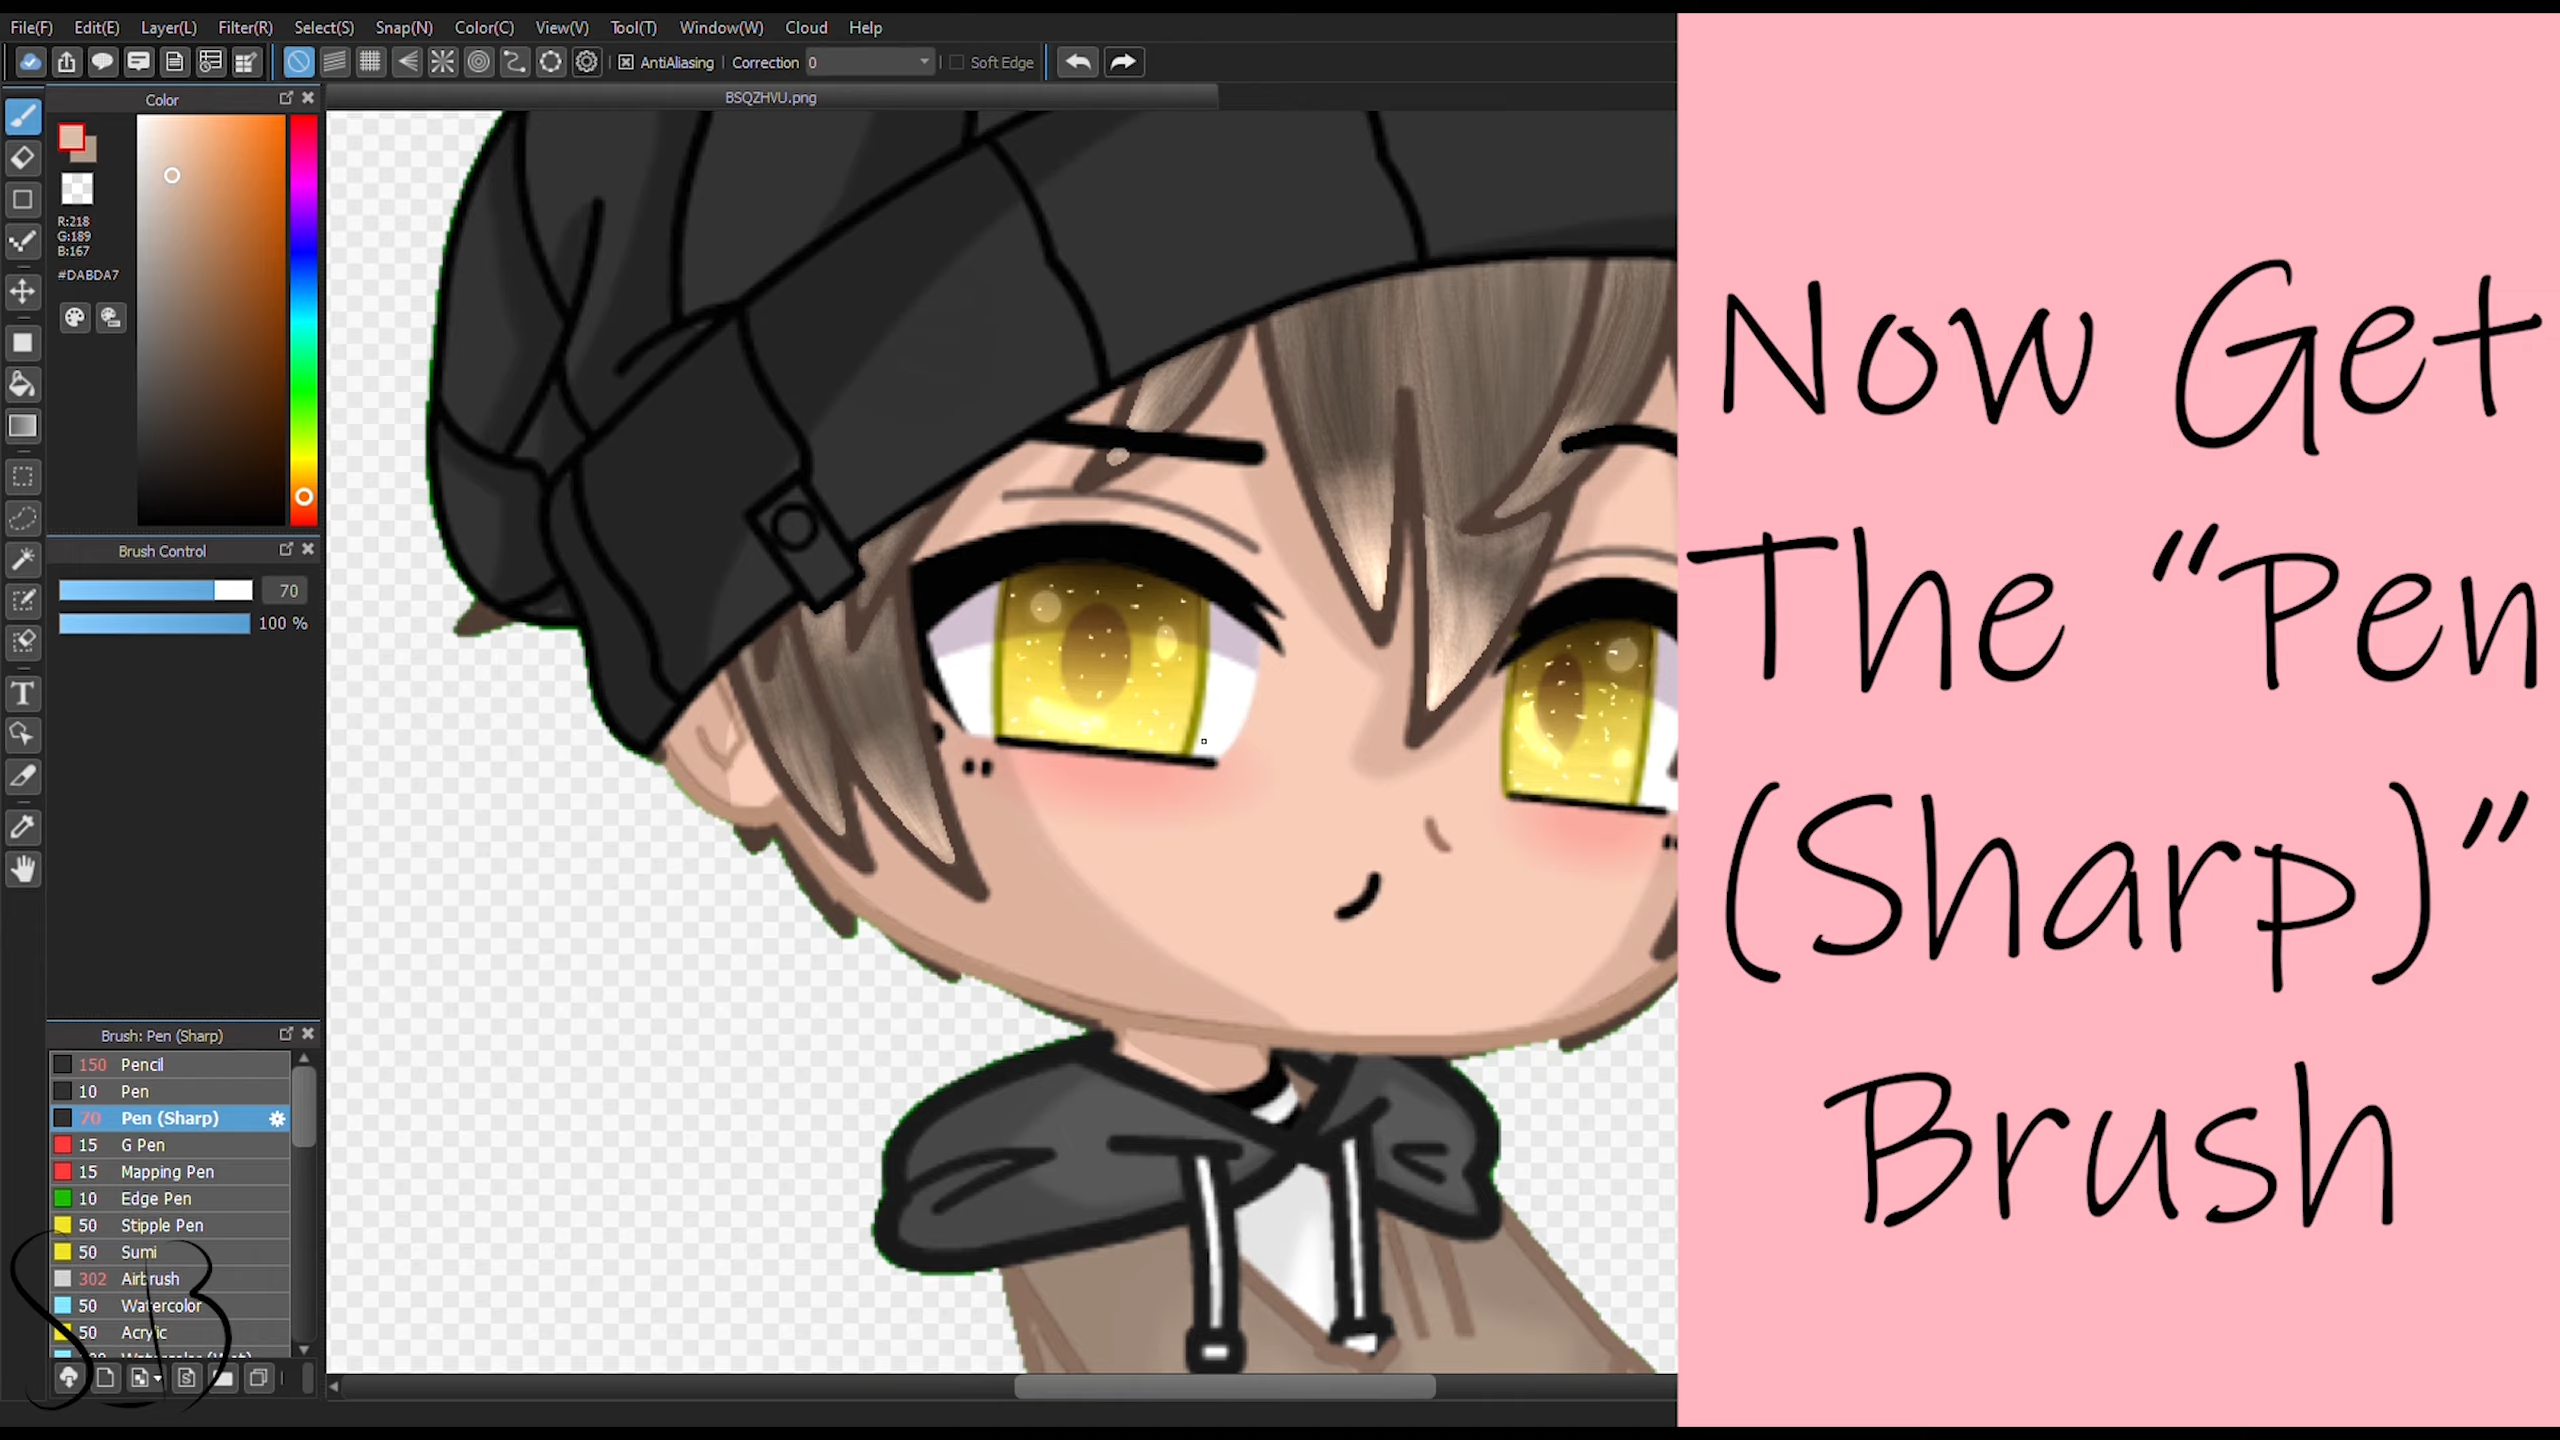 File(F) Edit(E) Layer(L) Filter(R) Select(S) Snap(N) Color(C) View(V) Tool(T) Window(W) Cloud Help
AntiAliasing Correction 0 Soft Edge
Color
BSQZHVU.png
R:218
G:189
B:167
#DABDA7
Brush Control
70
100 %
Brush: Pen (Sharp)
150 Pencil
10 Pen
70 Pen (Sharp)
15 G Pen
15 Mapping Pen
10 Edge Pen
50 Stipple Pen
50 Sumi
302 Airbrush
50 Watercolor
50 Acrylic
SB
Now Get
The "Pen
(Sharp)"
Brush